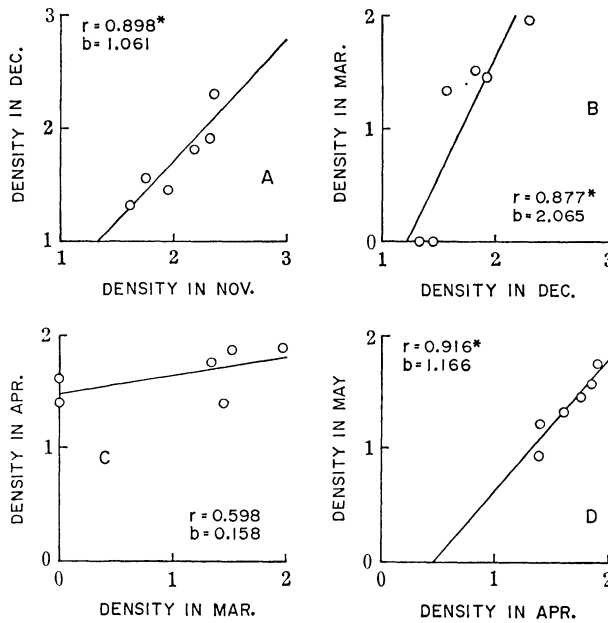 3
r = 0.898*
b = 1.061
DENSITY IN DEC.
2
A
1
1
2
3
DENSITY IN NOV.
2
DENSITY IN MAR.
1
B
r = 0.877*
b = 2.065
0
1
2
3
DENSITY IN DEC.
2
DENSITY IN APR.
1
C
r = 0.598
b = 0.158
0
0
1
2
DENSITY IN MAR.
2
r = 0.916*
b = 1.166
DENSITY IN MAY
1
D
0
0
1
2
DENSITY IN APR.